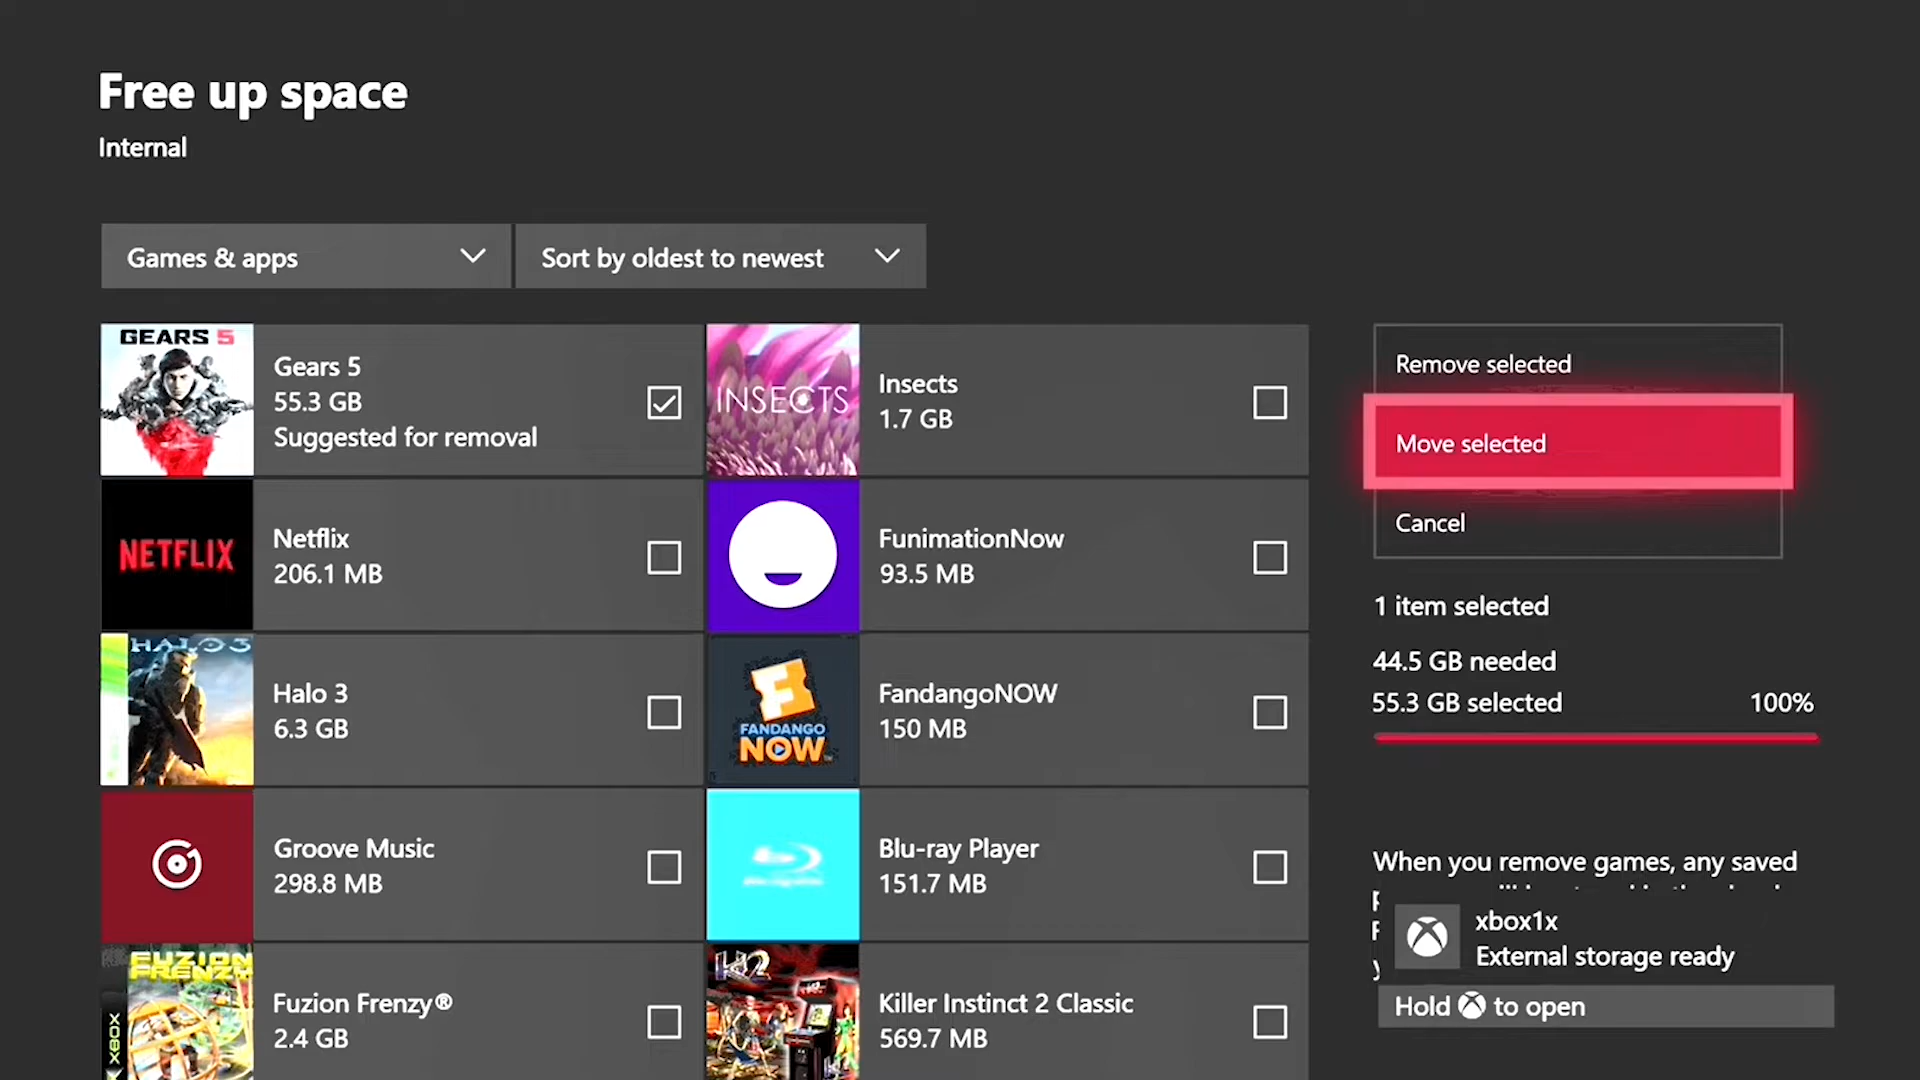 Free up space
Internal
Games & apps
Sort by oldest to newest
GEARS 5
Gears 5
55.3 GB
Suggested for removal
INSECTS
Insects
1.7 GB
Remove selected
Move selected
Cancel
NETFLIX
Netflix
206.1 MB
FunimationNow
93.5 MB
1 item selected
44.5 GB needed
55.3 GB selected
100%
HALO 3
Halo 3
6.3 GB
FANDANGO
NOW
FandangoNOW
150 MB
Groove Music
298.8 MB
Blu-ray Player
151.7 MB
When you remove games, any saved
xbox1x
External storage ready
Hold to open
FUZION
FRENZY
XBOX
Fuzion Frenzy®
2.4 GB
Killer Instinct 2 Classic
569.7 MB